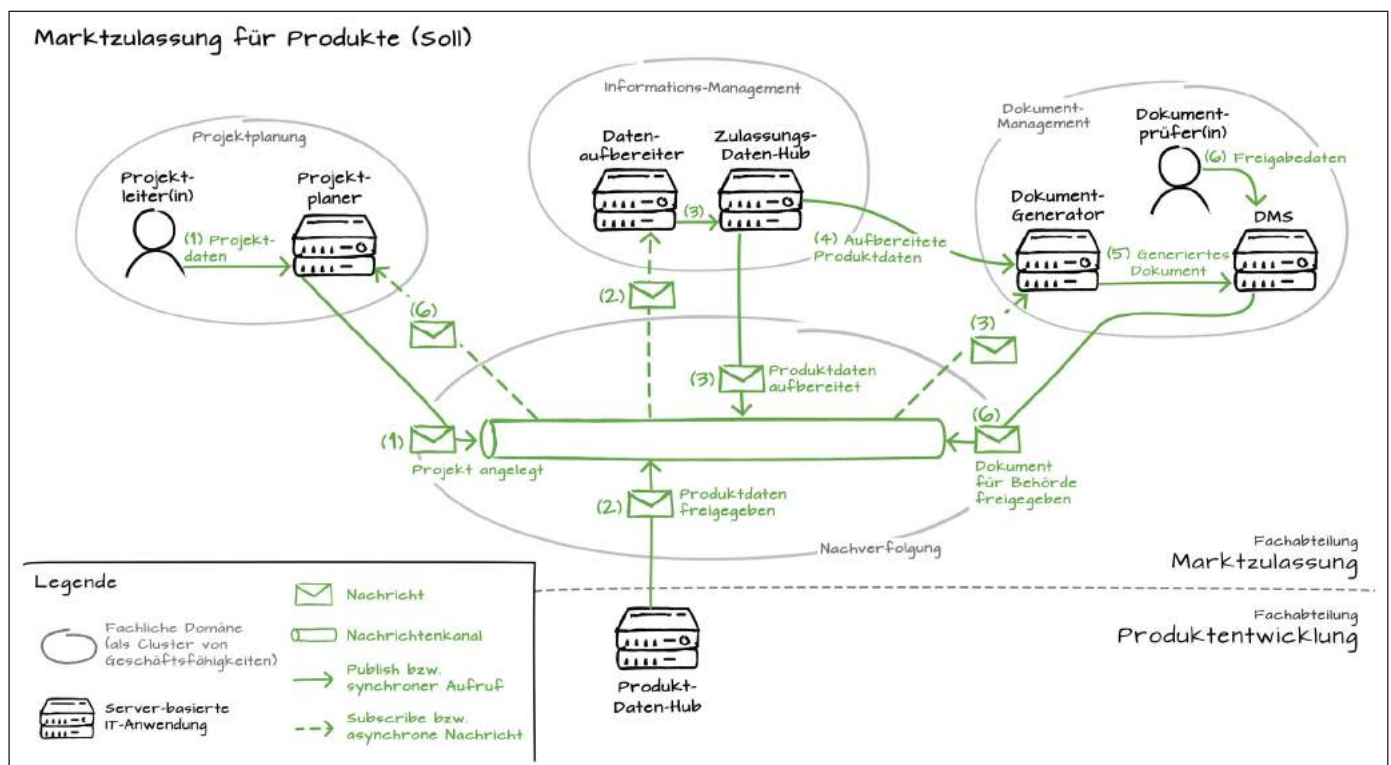 Marktzulassung für Produkte (Soll)
Projektplanung
Projekt-
leiter(in)
Projekt-
planer
(1) Projekt-
daten
Informations-Management
Daten-
aufbereiter
Zulassungs-
Daten-Hub
(3)
Dokument-
Management
Dokument-
prüfer(in)
(6) Freigabedaten
Dokument-
Generator
DMS
(4) Aufbereitete
Produktdaten
(5) Generiertes
Dokument
(6)
(2)
(3)
(3)
Produktdaten
aufbereitet
(1)
Projekt angelegt
(6)
Dokument
für Behörde
freigegeben
(2)
Produktdaten
freigegeben
Nachverfolgung
Fachabteilung
Marktzulassung
Fachabteilung
Produktentwicklung
Produkt-
Daten-Hub
Legende
Fachliche Domäne
(als Cluster von
Geschäftsfähigkeiten)
Server-basierte
IT-Anwendung
Nachricht
Nachrichtenkanal
Publish bzw.
synchroner Aufruf
Subscribe bzw.
asynchrone Nachricht